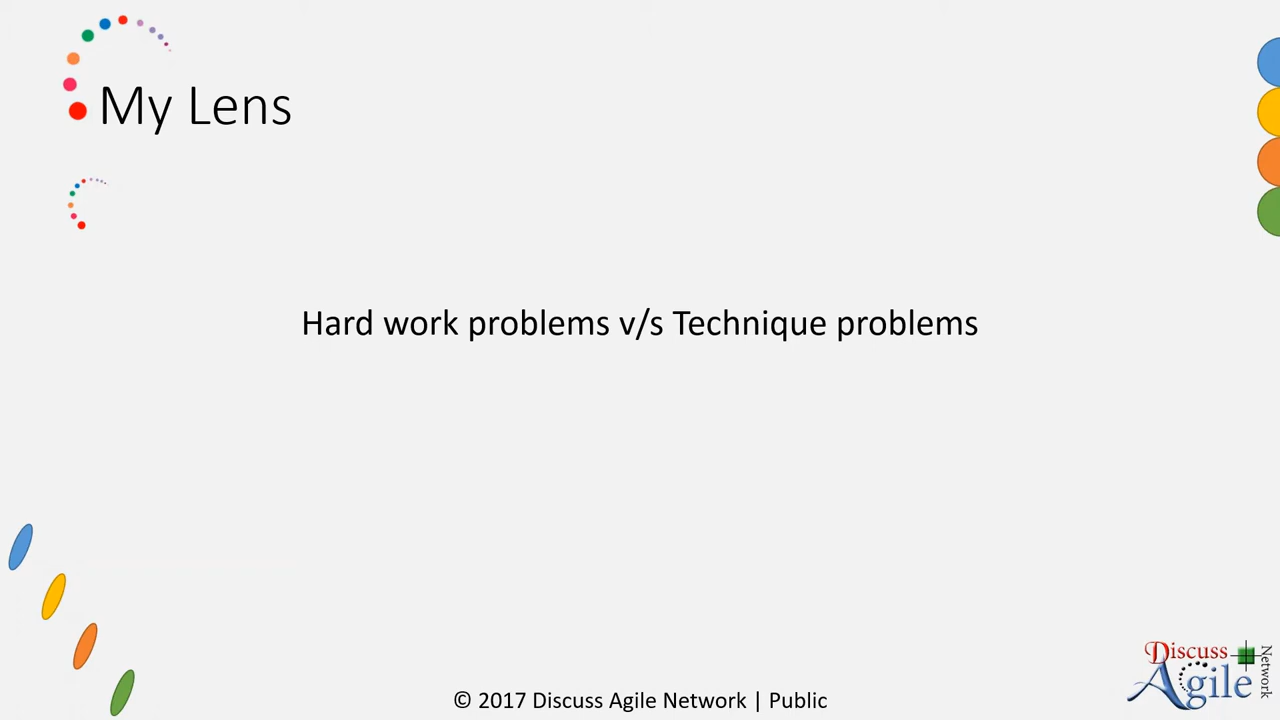 My Lens
Hard work problems v/s Technique problems
Discuss
Agile
Network
© 2017 Discuss Agile Network | Public